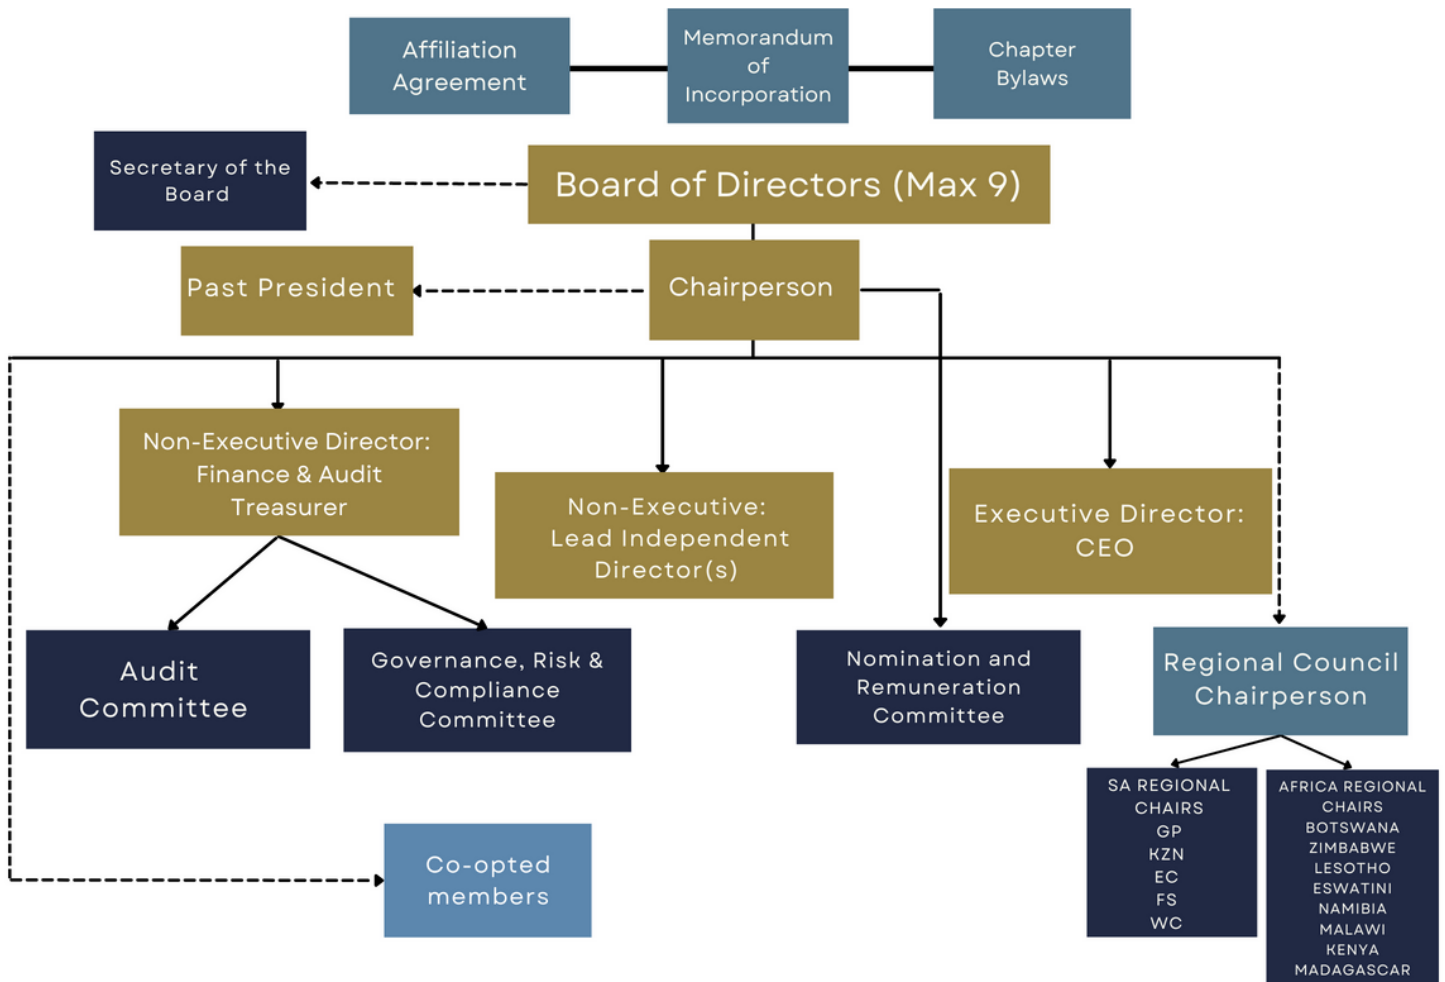 Affiliation
Agreement
Memorandum
of
Incorporation
Chapter
Bylaws
Secretary of the
Board
Board of Directors (Max 9)
Past President
Chairperson
Non-Executive Director:
Finance & Audit
Treasurer
Non-Executive:
Lead Independent
Director(s)
Executive Director:
CEO
Audit
Committee
Governance, Risk &
Compliance
Committee
Nomination and
Remuneration
Committee
Regional Council
Chairperson
SA REGIONAL
CHAIRS
GP
KZN
EC
FS
WC
AFRICA REGIONAL
CHAIRS
BOTSWANA
ZIMBABWE
LESOTHO
ESWATINI
NAMIBIA
MALAWI
KENYA
MADAGASCAR
Co-opted
members